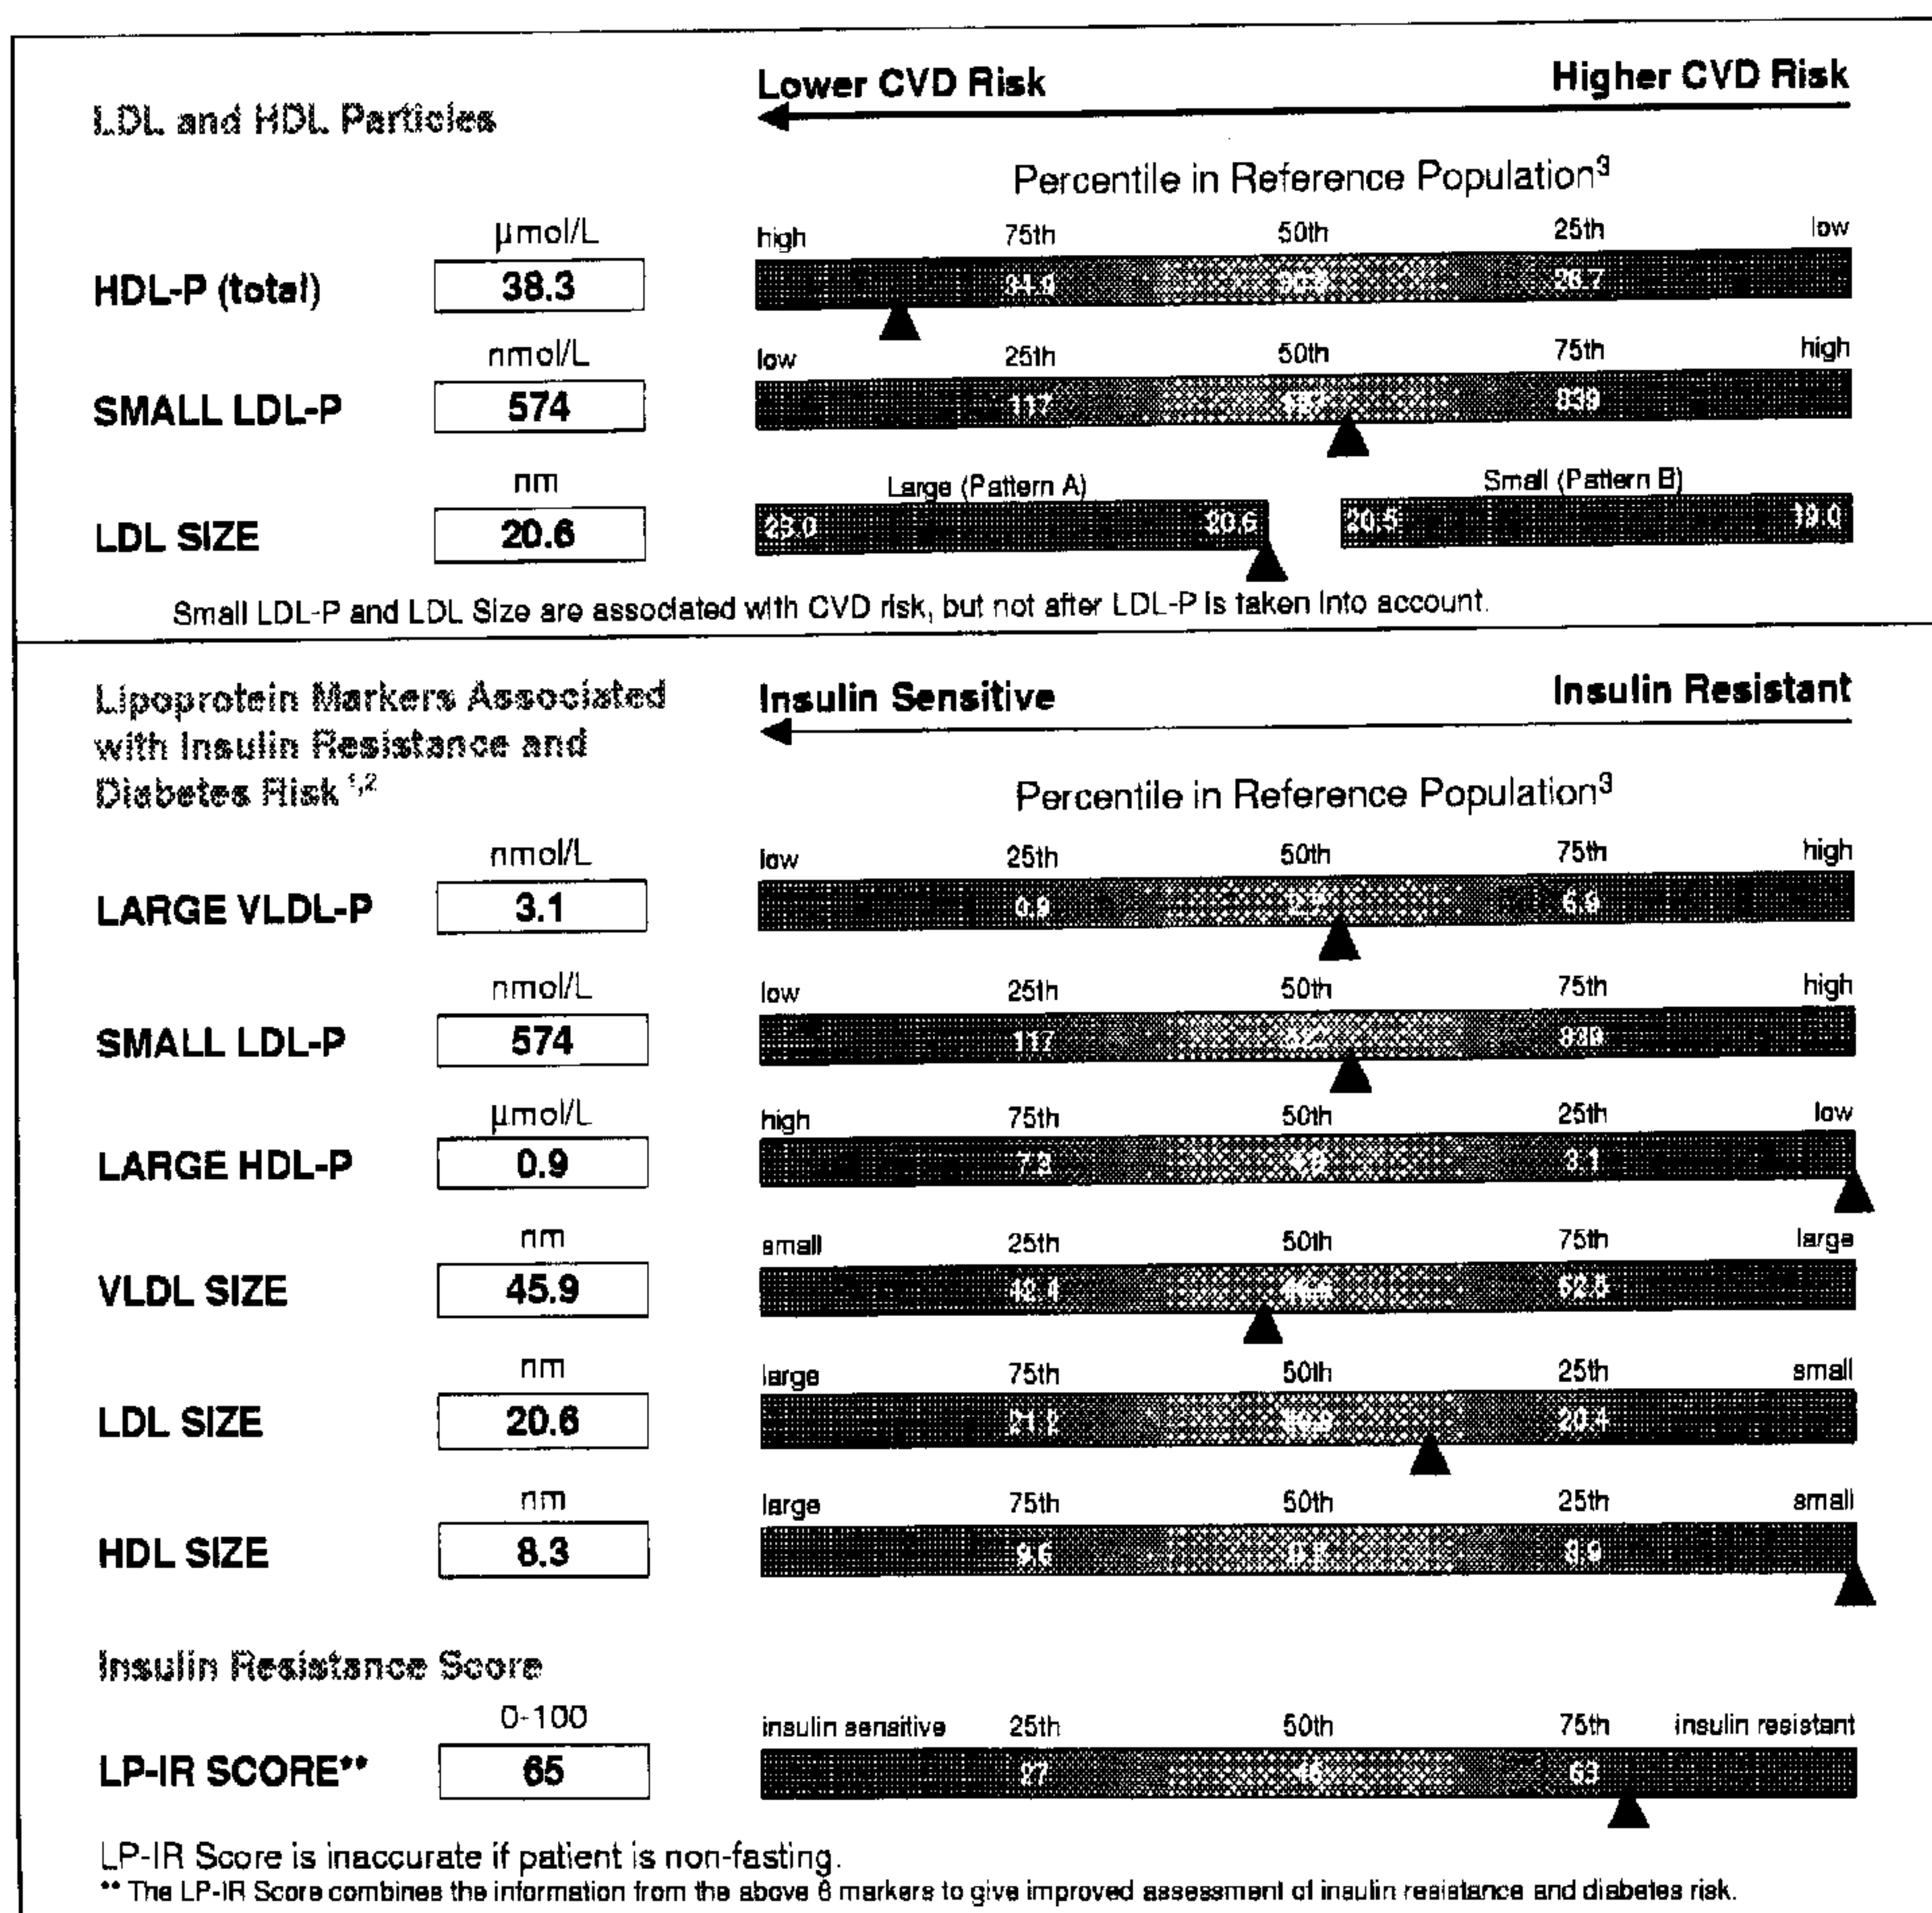 Lower CVD Risk Higher CVD Risk
LDL and HDL Particles
Percentile in Reference Population³
µmol/L high 75th 50th 25th low
HDL-P (total) 38.3 34.9 26.7
nmol/L low 25th 50th 75th high
SMALL LDL-P 574 117 839
nm Large (Pattern A) Small (Pattern B)
LDL SIZE 20.6 23.0 20.6 20.5 19.0
Small LDL-P and LDL Size are associated with CVD risk, but not after LDL-P is taken into account.
Lipoprotein Markers Associated Insulin Sensitive Insulin Resistant
with Insulin Resistance and
Diabetes Risk ¹,² Percentile in Reference Population³
nmol/L low 25th 50th 75th high
LARGE VLDL-P 3.1 0.9 6.9
nmol/L low 25th 50th 75th high
SMALL LDL-P 574 117 839
µmol/L high 75th 50th 25th low
LARGE HDL-P 0.9 7.3 3.1
nm small 25th 50th 75th large
VLDL SIZE 45.9 42.4
nm large 75th 50th 25th small
LDL SIZE 20.6 21.2 20.4
nm large 75th 50th 25th small
HDL SIZE 8.3 9.6 8.9
Insulin Resistance Score
0-100 insulin sensitive 25th 50th 75th insulin resistant
LP-IR SCORE** 65 27 63
LP-IR Score is inaccurate if patient is non-fasting.
** The LP-IR Score combines the information from the above 6 markers to give improved assessment of insulin resistance and diabetes risk.